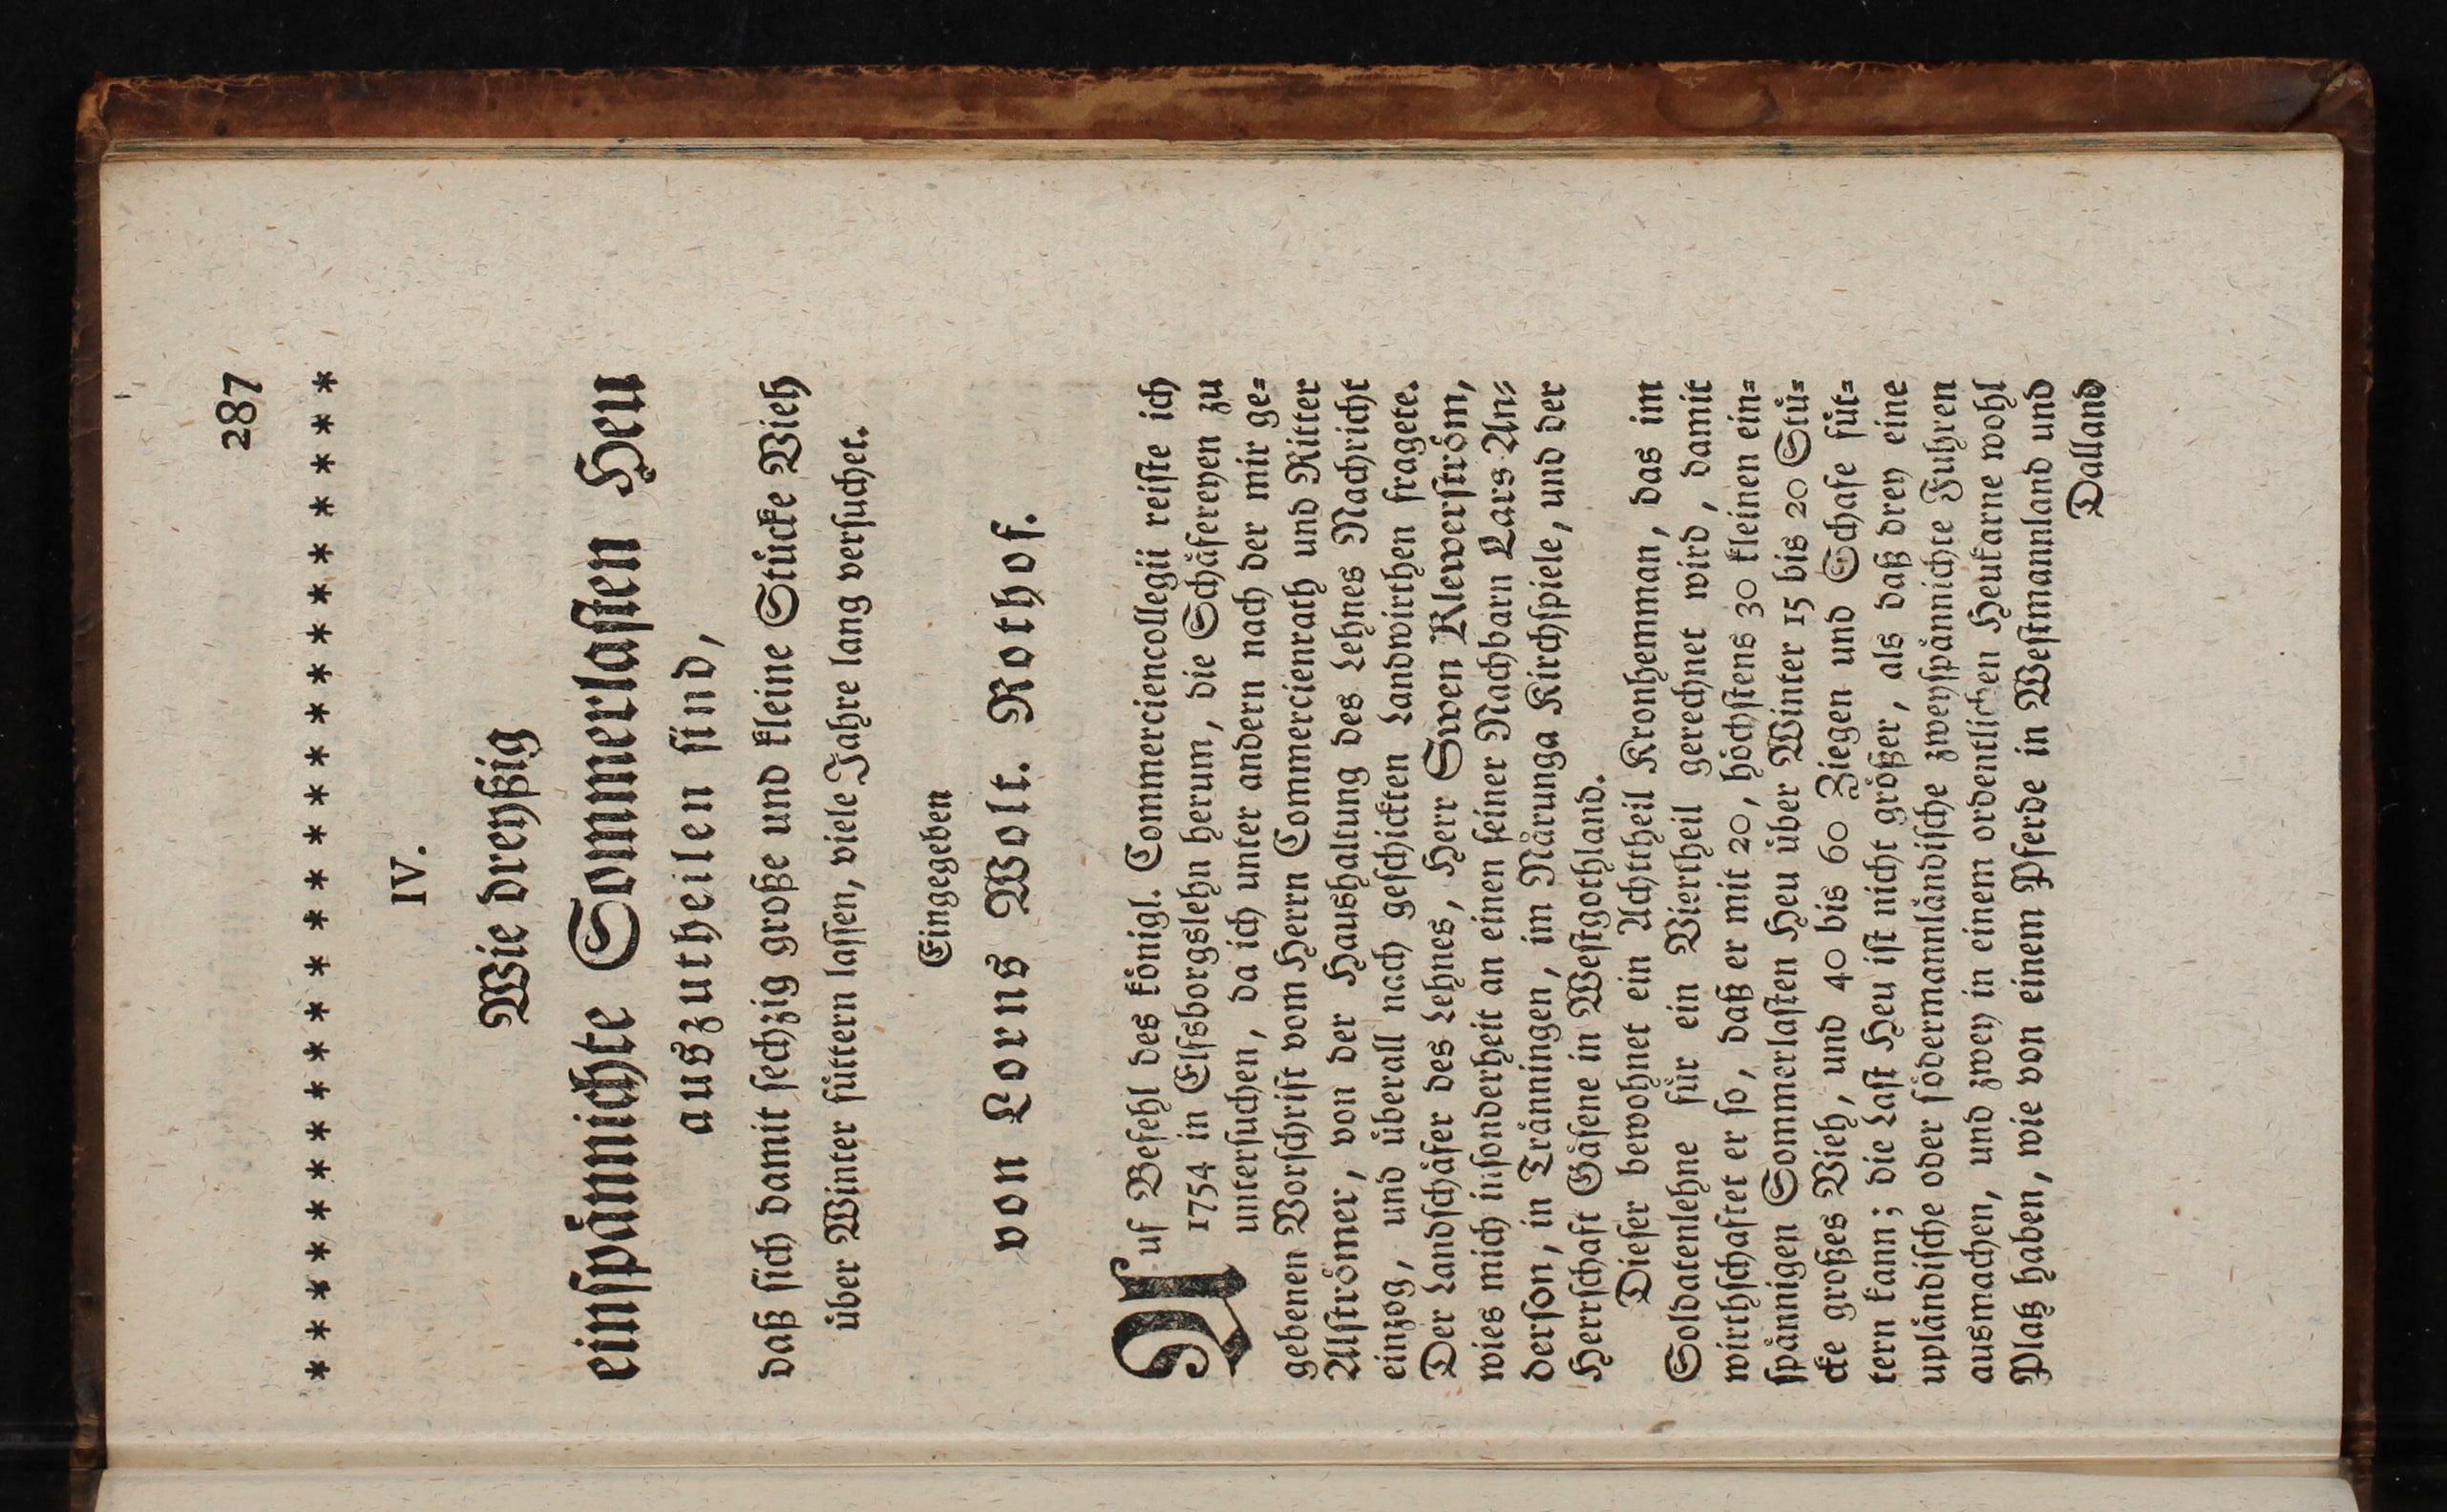 287
* * * * * * * * * * * * * * * * * * * * * * * * *
IV.
Wie dreyßig
einspännichte Sommerlasten Heu
auszutheilen sind,
daß sich damit sechzig große und kleine Stücke Vieh
über Winter füttern lassen, viele Jahre lang versuchet.
Eingegeben
von Lorns Wolt. Rothof.
Auf Befehl des königl. Commerciencollegii reiste ich
1754 in Elfsborgslehn herum, die Schäfereyen zu
untersuchen, da ich unter andern nach der mir ge-
gebenen Vorschrift vom Herrn Commercienrath und Ritter
Alströmer, von der Haushaltung des Lehnes Nachricht
einzog, und überall nach geschickten Landwirthen fragete.
Der Landschäfer des Lehnes, Herr Swen Klewerström,
wies mich insonderheit an einen seiner Nachbarn Lars An-
derson, in Tränningen, im Närunga Kirchspiele, und der
Herrschaft Gäsene in Westgothland.
Dieser bewohnet ein Achttheil Kronhemman, das im
Soldatenlehne für ein Viertheil gerechnet wird, damit
wirthschaftet er so, daß er mit 20, höchstens 30 kleinen ein-
spännigen Sommerlasten Heu über Winter 15 bis 20 Stü-
cke großes Vieh, und 40 bis 60 Ziegen und Schafe füt-
tern kann; die Last Heu ist nicht größer, als daß drey eine
upländische oder södermannländische zweyspännichte Fuhren
ausmachen, und zwey in einem ordentlichen Heukarne wohl
Platz haben, wie von einem Pferde in Westmannland und
Dalland